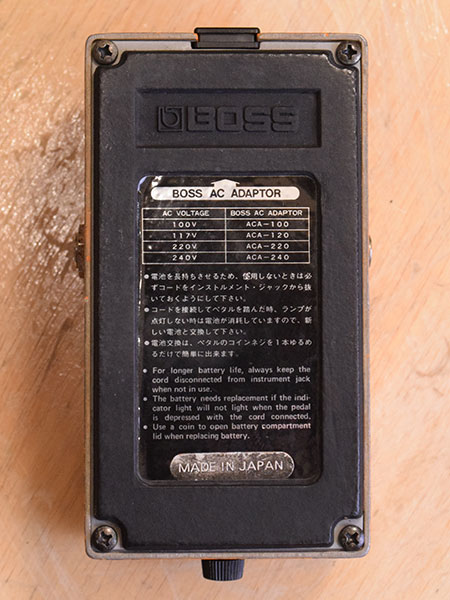 BOSS
BOSS AC ADAPTOR
AC VOLTAGE BOSS AC ADAPTOR
100V ACA-100
117V ACA-120
220V ACA-220
240V ACA-240
●電池を長持ちさせるため、使用しないときは必
ずコードをインストルメント・ジャックから抜
いておくようにして下さい。
●コードを接続してペタルを踏んだ時、ランプが
点灯しない時は電池が消耗していますので、新
しい電池と交換して下さい。
●電池交換は、ペタルのコインネジを1本ゆるめ
るだけで簡単に出来ます。
● For longer battery life, always keep the
cord disconnected from instrument jack
when not in use.
● The battery needs replacement if the indi-
cator light will not light when the pedal
is depressed with the cord connected.
● Use a coin to open battery compartment
lid when replacing battery.
MADE IN JAPAN